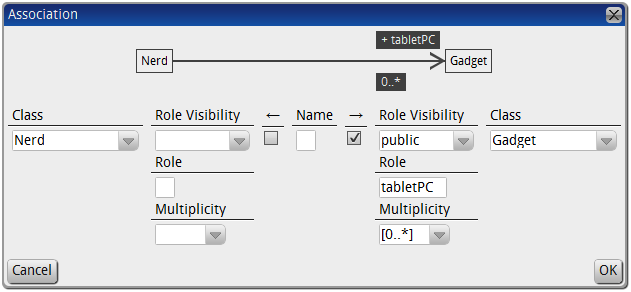 Association
+ tabletPC
Nerd
Gadget
0..*
Class
Role Visibility
←
Name
→
Role Visibility
Class
Nerd
public
Gadget
Role
Role
tabletPC
Multiplicity
Multiplicity
[0..*]
Cancel
OK